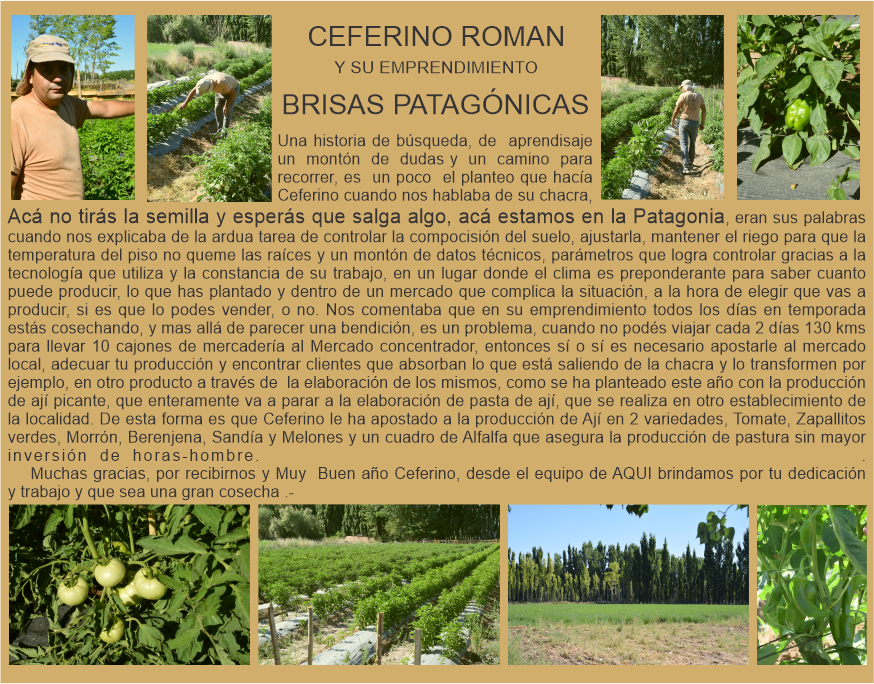 CEFERINO ROMAN
Y SU EMPRENDIMIENTO
BRISAS PATAGÓNICAS
Una historia de búsqueda, de aprendisaje
un montón de dudas y un camino para
recorrer, es un poco el planteo que hacía
Ceferino cuando nos hablaba de su chacra,
Acá no tirás la semilla y esperás que salga algo, acá estamos en la Patagonia, eran sus palabras
cuando nos explicaba de la ardua tarea de controlar la compocisión del suelo, ajustarla, mantener el riego para que la
temperatura del piso no queme las raíces y un montón de datos técnicos, parámetros que logra controlar gracias a la
tecnología que utiliza y la constancia de su trabajo, en un lugar donde el clima es preponderante para saber cuanto
puede producir, lo que has plantado y dentro de un mercado que complica la situación, a la hora de elegir que vas a
producir, si es que lo podes vender, o no. Nos comentaba que en su emprendimiento todos los días en temporada
estás cosechando, y mas allá de parecer una bendición, es un problema, cuando no podés viajar cada 2 días 130 kms
para llevar 10 cajones de mercadería al Mercado concentrador, entonces sí o sí es necesario apostarle al mercado
local, adecuar tu producción y encontrar clientes que absorban lo que está saliendo de la chacra y lo transformen por
ejemplo, en otro producto a través de la elaboración de los mismos, como se ha planteado este año con la producción
de ají picante, que enteramente va a parar a la elaboración de pasta de ají, que se realiza en otro establecimiento de
la localidad. De esta forma es que Ceferino le ha apostado a la producción de Ají en 2 variedades, Tomate, Zapallitos
verdes, Morrón, Berenjena, Sandía y Melones y un cuadro de Alfalfa que asegura la producción de pastura sin mayor
inversión de horas-hombre. .
Muchas gracias, por recibirnos y Muy Buen año Ceferino, desde el equipo de AQUI brindamos por tu dedicación
y trabajo y que sea una gran cosecha .-